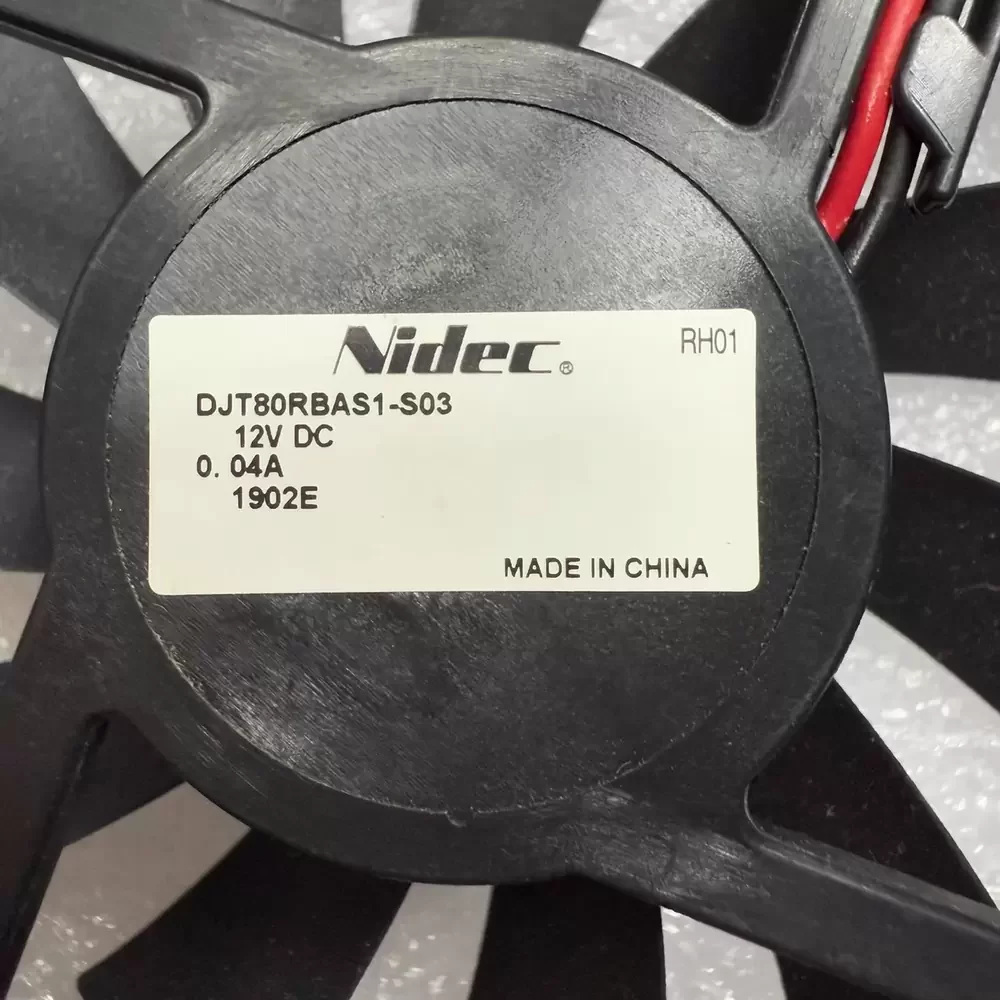 Nidec®
RH01
DJT80RBAS1-S03
12V DC
0. 04A
1902E
MADE IN CHINA